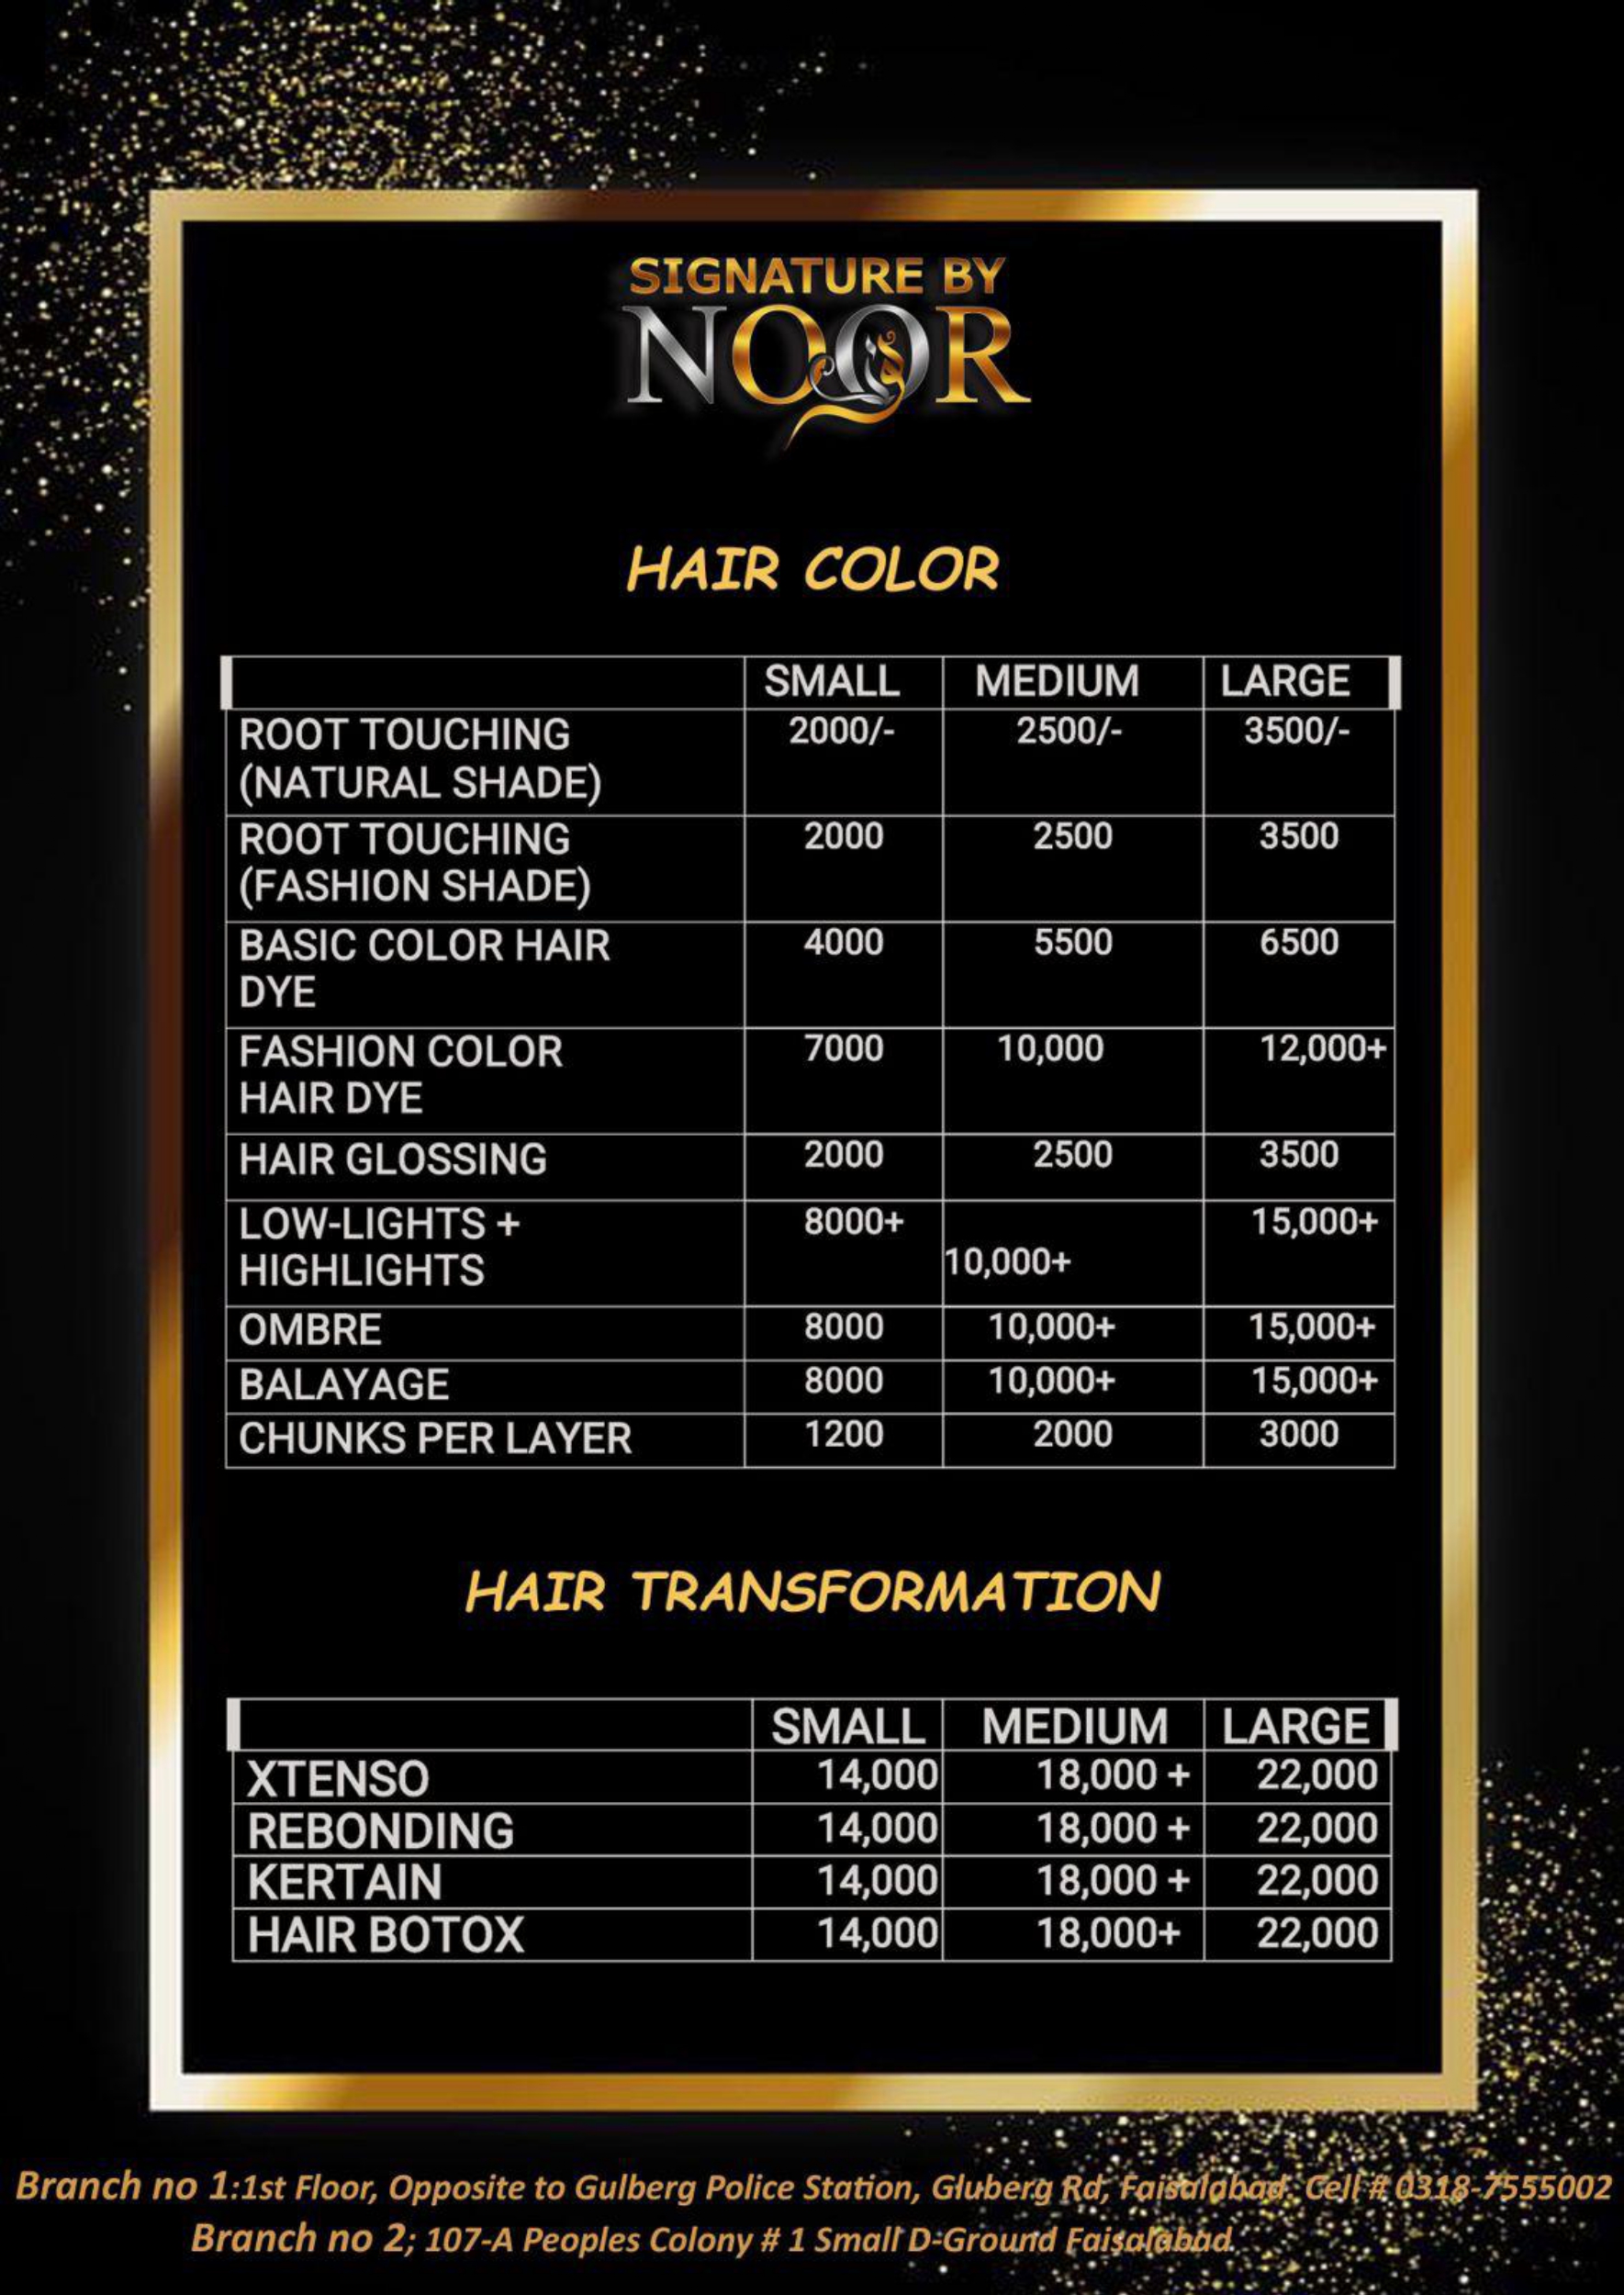 SIGNATURE BY
NOOR
HAIR COLOR
SMALL MEDIUM LARGE
ROOT TOUCHING 2000/- 2500/- 3500/-
(NATURAL SHADE)
ROOT TOUCHING 2000 2500 3500
(FASHION SHADE)
BASIC COLOR HAIR 4000 5500 6500
DYE
FASHION COLOR 7000 10,000 12,000+
HAIR DYE
HAIR GLOSSING 2000 2500 3500
LOW-LIGHTS + 8000+ 15,000+
HIGHLIGHTS 10,000+
OMBRE 8000 10,000+ 15,000+
BALAYAGE 8000 10,000+ 15,000+
CHUNKS PER LAYER 1200 2000 3000
HAIR TRANSFORMATION
SMALL MEDIUM LARGE
XTENSO 14,000 18,000 + 22,000
REBONDING 14,000 18,000 + 22,000
KERTAIN 14,000 18,000 + 22,000
HAIR BOTOX 14,000 18,000+ 22,000
Branch no 1:1st Floor, Opposite to Gulberg Police Station, Gluberg Rd, Faisalabad. Cell # 0318-7555002
Branch no 2; 107-A Peoples Colony # 1 Small D-Ground Faisalabad.